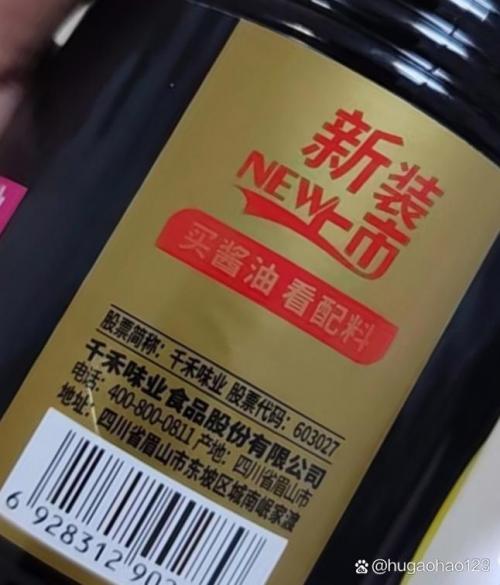 新装
NEW上市
买酱油 看配料
股票简称：千禾味业 股票代码：603027
千禾味业食品股份有限公司
电话：400-800-0811 产地：四川省眉山市
地址：四川省眉山市东坡区城南岷家渡
6 928312 90
@hugaohao123